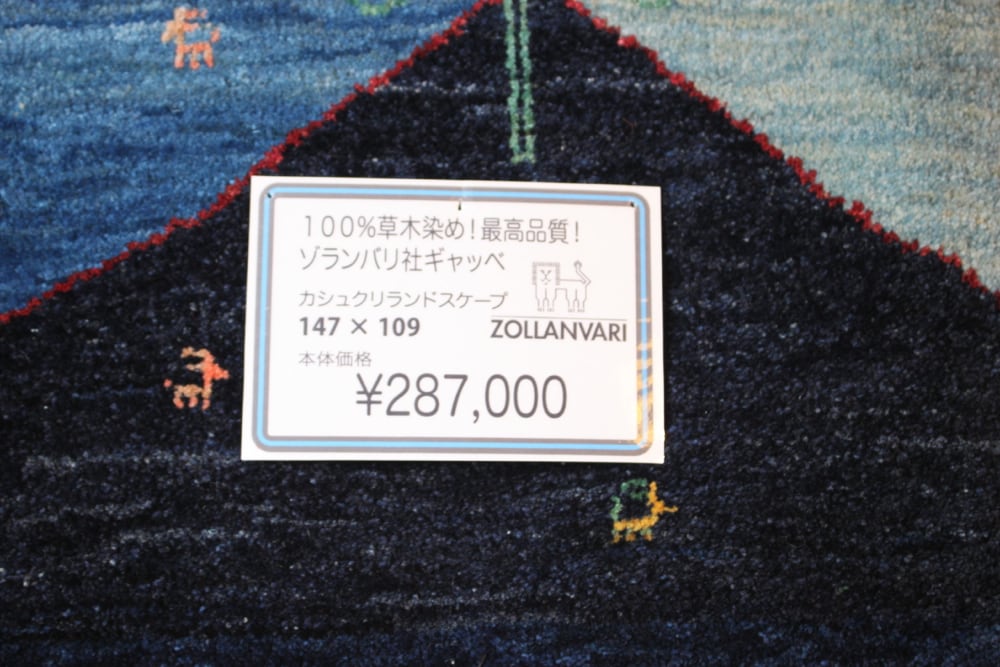 100%草木染め!最高品質!
ゾランバリ社ギャッベ
カシュクリランドスケープ
147 × 109
ZOLLANVARI
本体価格
¥287,000